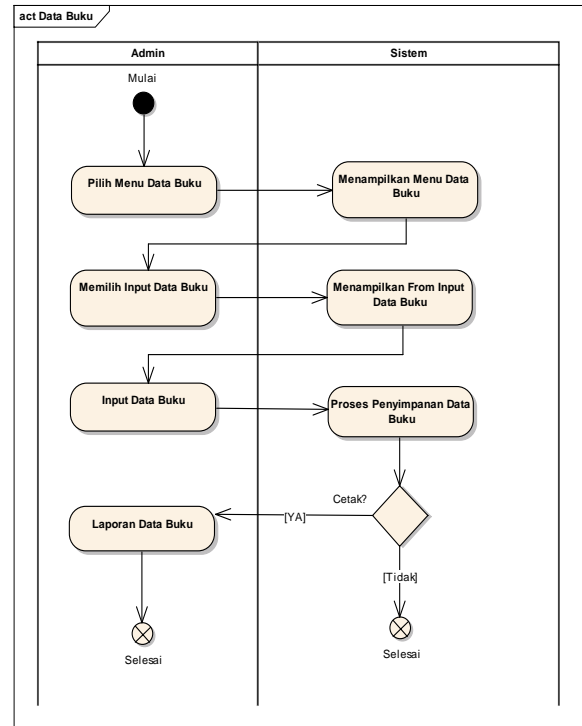 act Data Buku
Admin
Sistem
Mulai
Pilih Menu Data Buku
Menampilkan Menu Data
Buku
Memilih Input Data Buku
Menampilkan From Input
Data Buku
Input Data Buku
Proses Penyimpanan Data
Buku
Cetak?
[YA]
Laporan Data Buku
[Tidak]
Selesai
Selesai